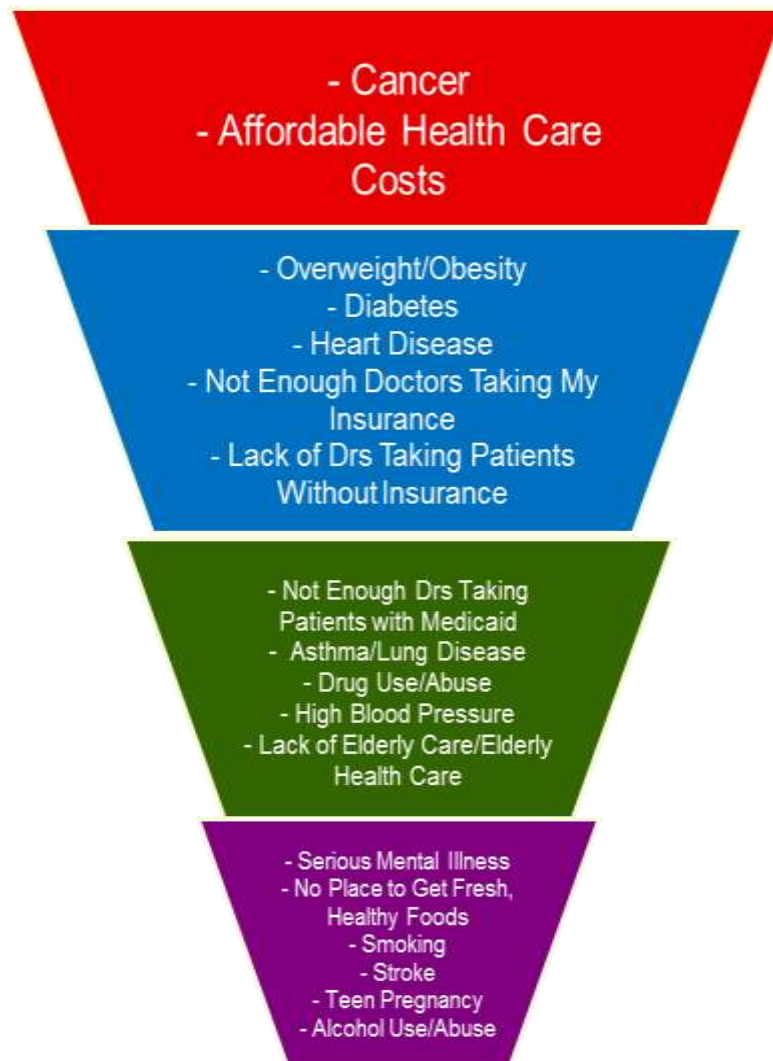 - Cancer
- Affordable Health Care
Costs
- Overweight/Obesity
- Diabetes
- Heart Disease
- Not Enough Doctors Taking My
Insurance
- Lack of Drs Taking Patients
Without Insurance
- Not Enough Drs Taking
Patients with Medicaid
- Asthma/Lung Disease
- Drug Use/Abuse
- High Blood Pressure
- Lack of Elderly Care/Elderly
Health Care
- Serious Mental Illness
- No Place to Get Fresh,
Healthy Foods
- Smoking
- Stroke
- Teen Pregnancy
- Alcohol Use/Abuse